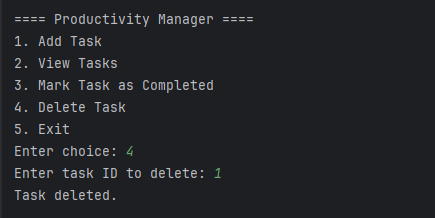 ==== Productivity Manager ====
1. Add Task
2. View Tasks
3. Mark Task as Completed
4. Delete Task
5. Exit
Enter choice: 4
Enter task ID to delete: 1
Task deleted.